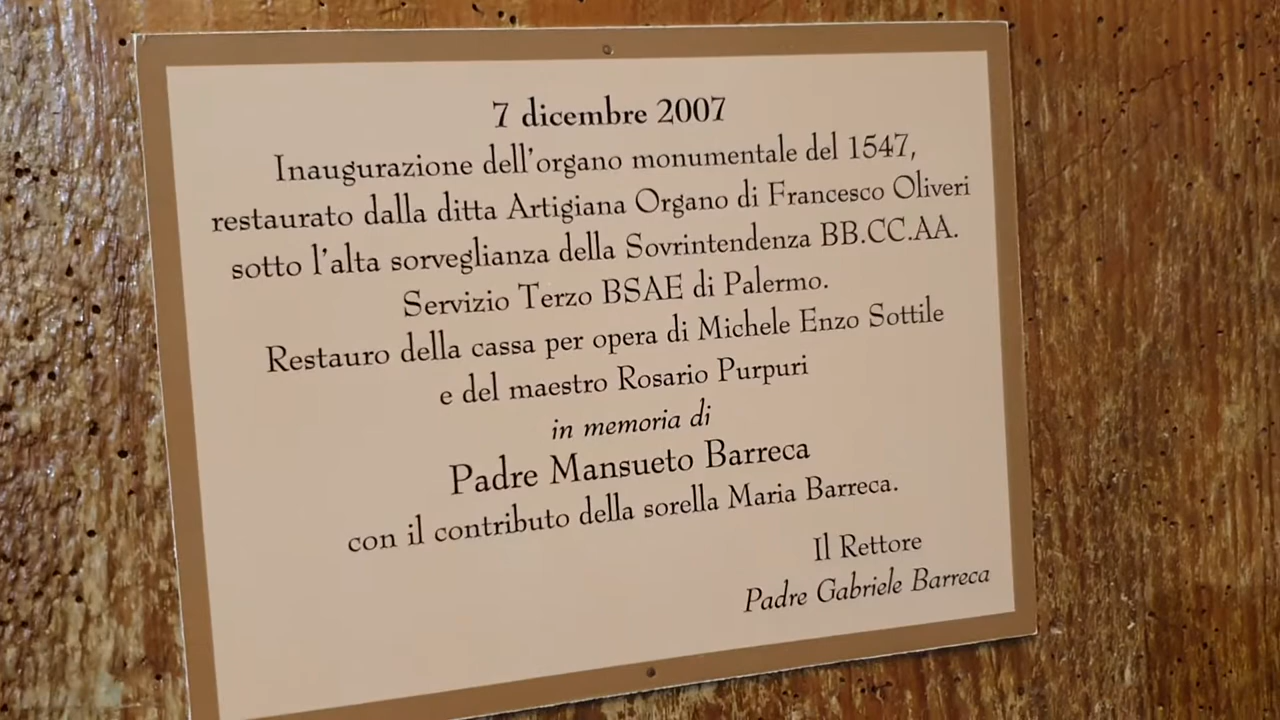 7 dicembre 2007
Inaugurazione dell'organo monumentale del 1547,
restaurato dalla ditta Artigiana Organo di Francesco Oliveri
sotto l'alta sorveglianza della Sovrintendenza BB.CC.AA.
Servizio Terzo BSAE di Palermo.
Restauro della cassa per opera di Michele Enzo Sottile
e del maestro Rosario Purpuri
in memoria di
Padre Mansueto Barreca
con il contributo della sorella Maria Barreca.
Il Rettore
Padre Gabriele Barreca